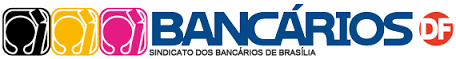 BANCÁRIOS DF
SINDICATO DOS BANCÁRIOS DE BRASÍLIA